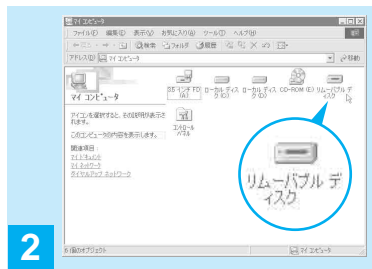 マイ コンピュータ
ファイル(F) 編集(E) 表示(V) お気に入り(A) ツール(T) ヘルプ(H)
検索 フォルダ 履歴
アドレス(D) マイ コンピュータ 移動
マイ コンピュータ
アイコンを選択すると、その説明が表示されます。
このコンピュータの内容を表示します。
関連項目:
マイ ドキュメント
マイ ネットワーク
ダイヤルアップ ネットワーク
3.5 インチ FD (A:)
ローカル ディスク (C:)
ローカル ディスク (D:)
CD-ROM (E:)
リムーバブル ディスク
コントロール パネル
リムーバブル ディスク
2
6 個のオブジェクト
マイ コンピュータ